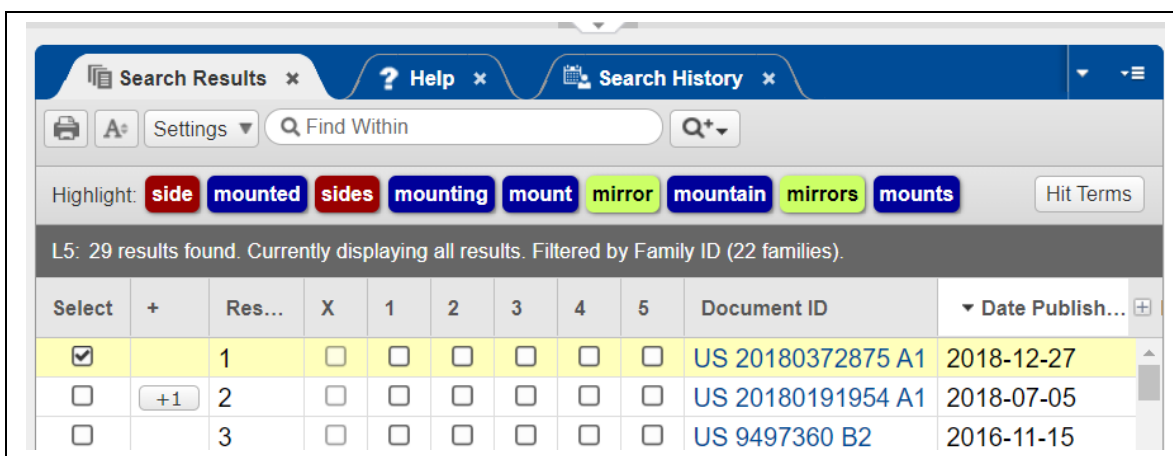 Search Results × ? Help × Search History ×
Settings ▼ Find Within
Highlight: side mounted sides mounting mount mirror mountain mirrors mounts Hit Terms
L5: 29 results found. Currently displaying all results. Filtered by Family ID (22 families).
Select + Res... X 1 2 3 4 5 Document ID ▼ Date Publish...
1 US 20180372875 A1 2018-12-27
+1 2 US 20180191954 A1 2018-07-05
3 US 9497360 B2 2016-11-15